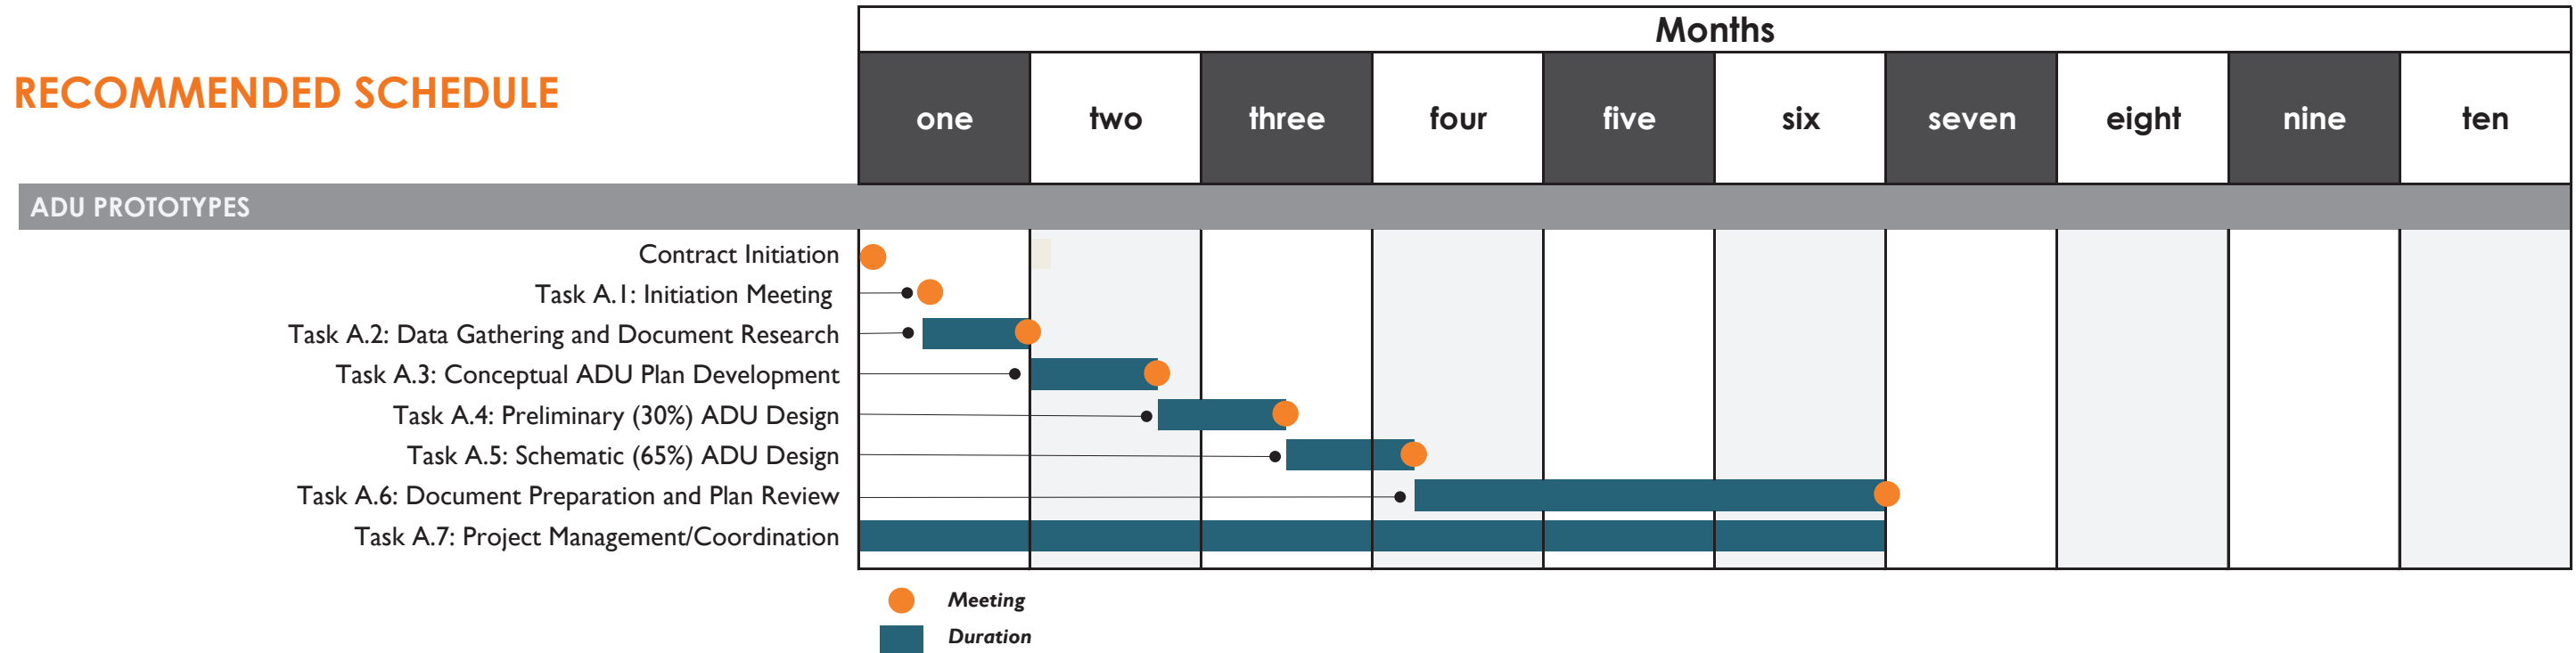 Months
RECOMMENDED SCHEDULE
one two three four five six seven eight nine ten
ADU PROTOTYPES
Contract Initiation
Task A.1: Initiation Meeting
Task A.2: Data Gathering and Document Research
Task A.3: Conceptual ADU Plan Development
Task A.4: Preliminary (30%) ADU Design
Task A.5: Schematic (65%) ADU Design
Task A.6: Document Preparation and Plan Review
Task A.7: Project Management/Coordination
Meeting
Duration